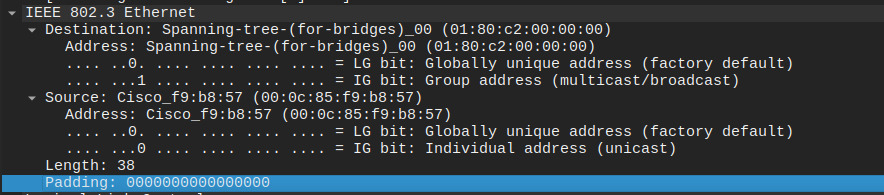 IEEE 802.3 Ethernet
Destination: Spanning-tree-(for-bridges)_00 (01:80:c2:00:00:00)
Address: Spanning-tree-(for-bridges)_00 (01:80:c2:00:00:00)
.... ..0. .... .... .... .... = LG bit: Globally unique address (factory default)
.... ...1 .... .... .... .... = IG bit: Group address (multicast/broadcast)
Source: Cisco_f9:b8:57 (00:0c:85:f9:b8:57)
Address: Cisco_f9:b8:57 (00:0c:85:f9:b8:57)
.... ..0. .... .... .... .... = LG bit: Globally unique address (factory default)
.... ...0 .... .... .... .... = IG bit: Individual address (unicast)
Length: 38
Padding: 0000000000000000